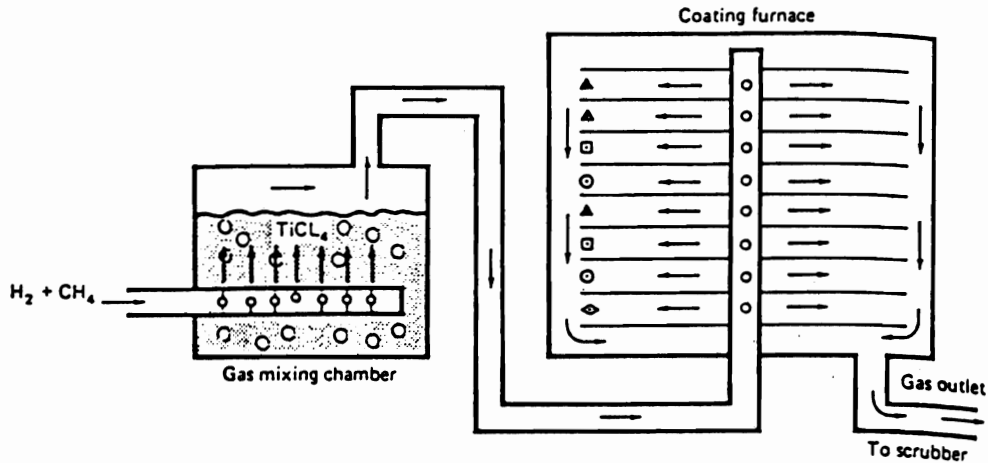 Coating furnace
TiCL₄
H₂ + CH₄
Gas mixing chamber
Gas outlet
To scrubber